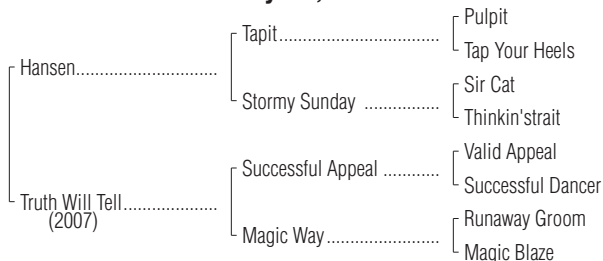 Pulpit
Tapit
Tap Your Heels
Hansen
Sir Cat
Stormy Sunday
Thinkin'strait
Valid Appeal
Successful Appeal
Successful Dancer
Truth Will Tell
(2007)
Runaway Groom
Magic Way
Magic Blaze